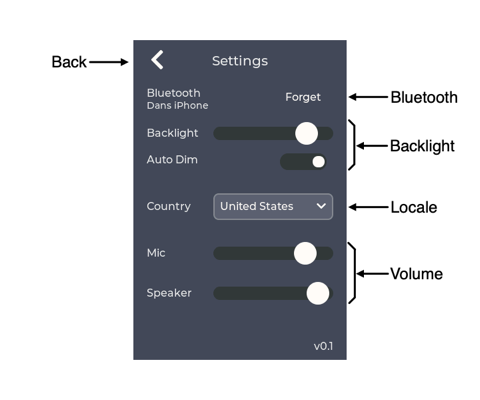 Back
Settings
Bluetooth
Dans iPhone
Forget
Bluetooth
Backlight
Auto Dim
Backlight
Country
United States
Locale
Mic
Speaker
Volume
v0.1